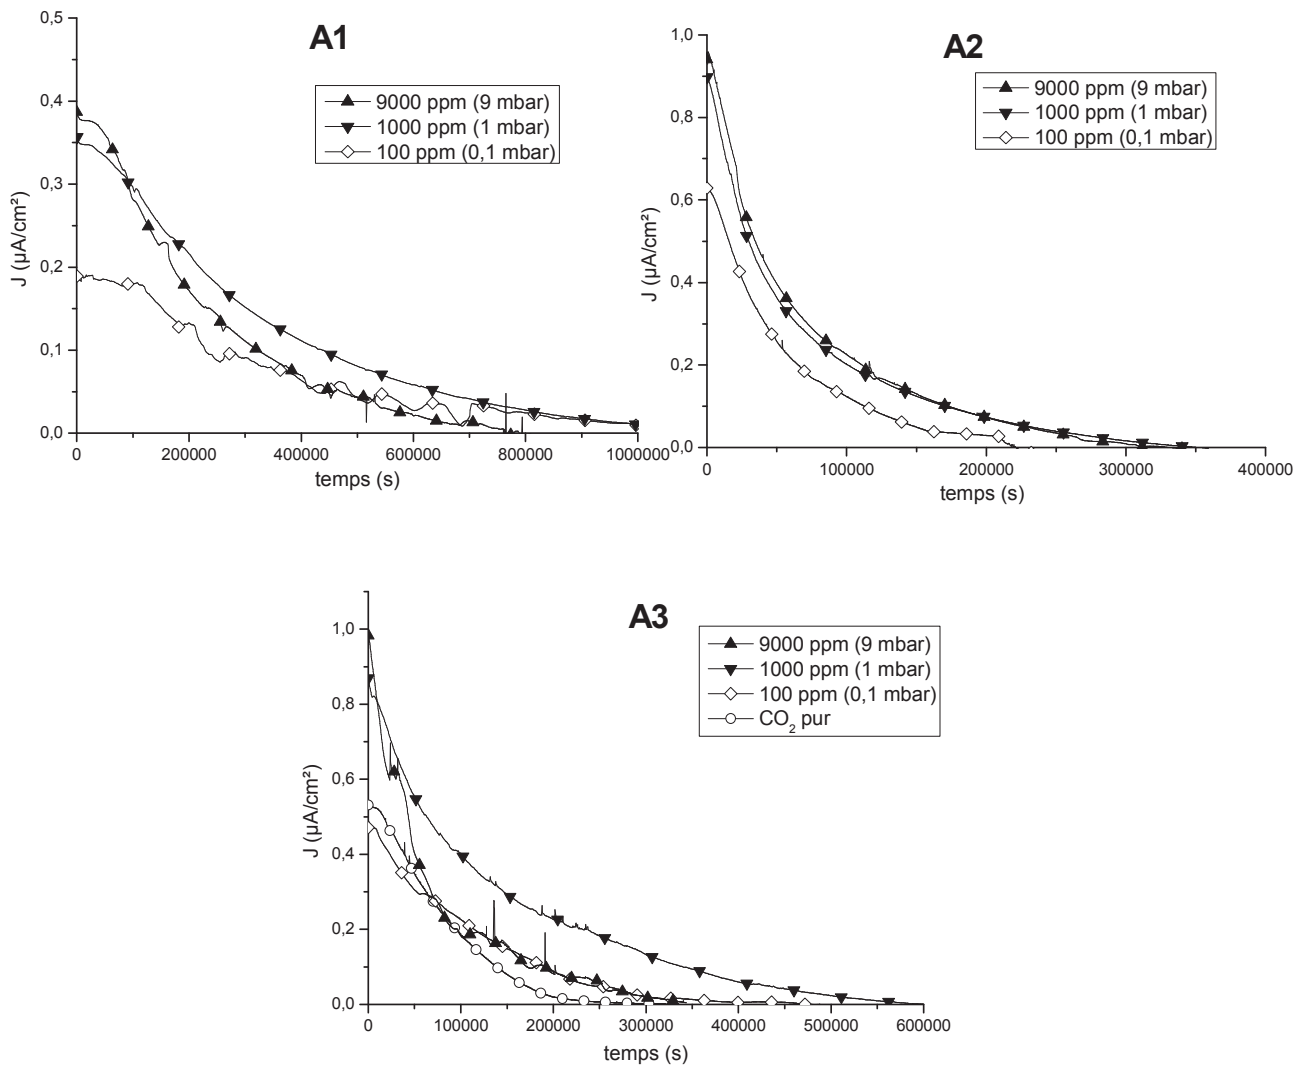 A1
0,5
0,4
0,3
0,2
0,1
0,0
J (µA/cm²)
9000 ppm (9 mbar)
1000 ppm (1 mbar)
100 ppm (0,1 mbar)
0
200000
400000
600000
800000
1000000
temps (s)
A2
1,0
0,8
0,6
0,4
0,2
0,0
J (µA/cm²)
9000 ppm (9 mbar)
1000 ppm (1 mbar)
100 ppm (0,1 mbar)
0
100000
200000
300000
400000
temps (s)
A3
1,0
0,8
0,6
0,4
0,2
0,0
J (µA/cm²)
9000 ppm (9 mbar)
1000 ppm (1 mbar)
100 ppm (0,1 mbar)
CO₂ pur
0
100000
200000
300000
400000
500000
600000
temps (s)